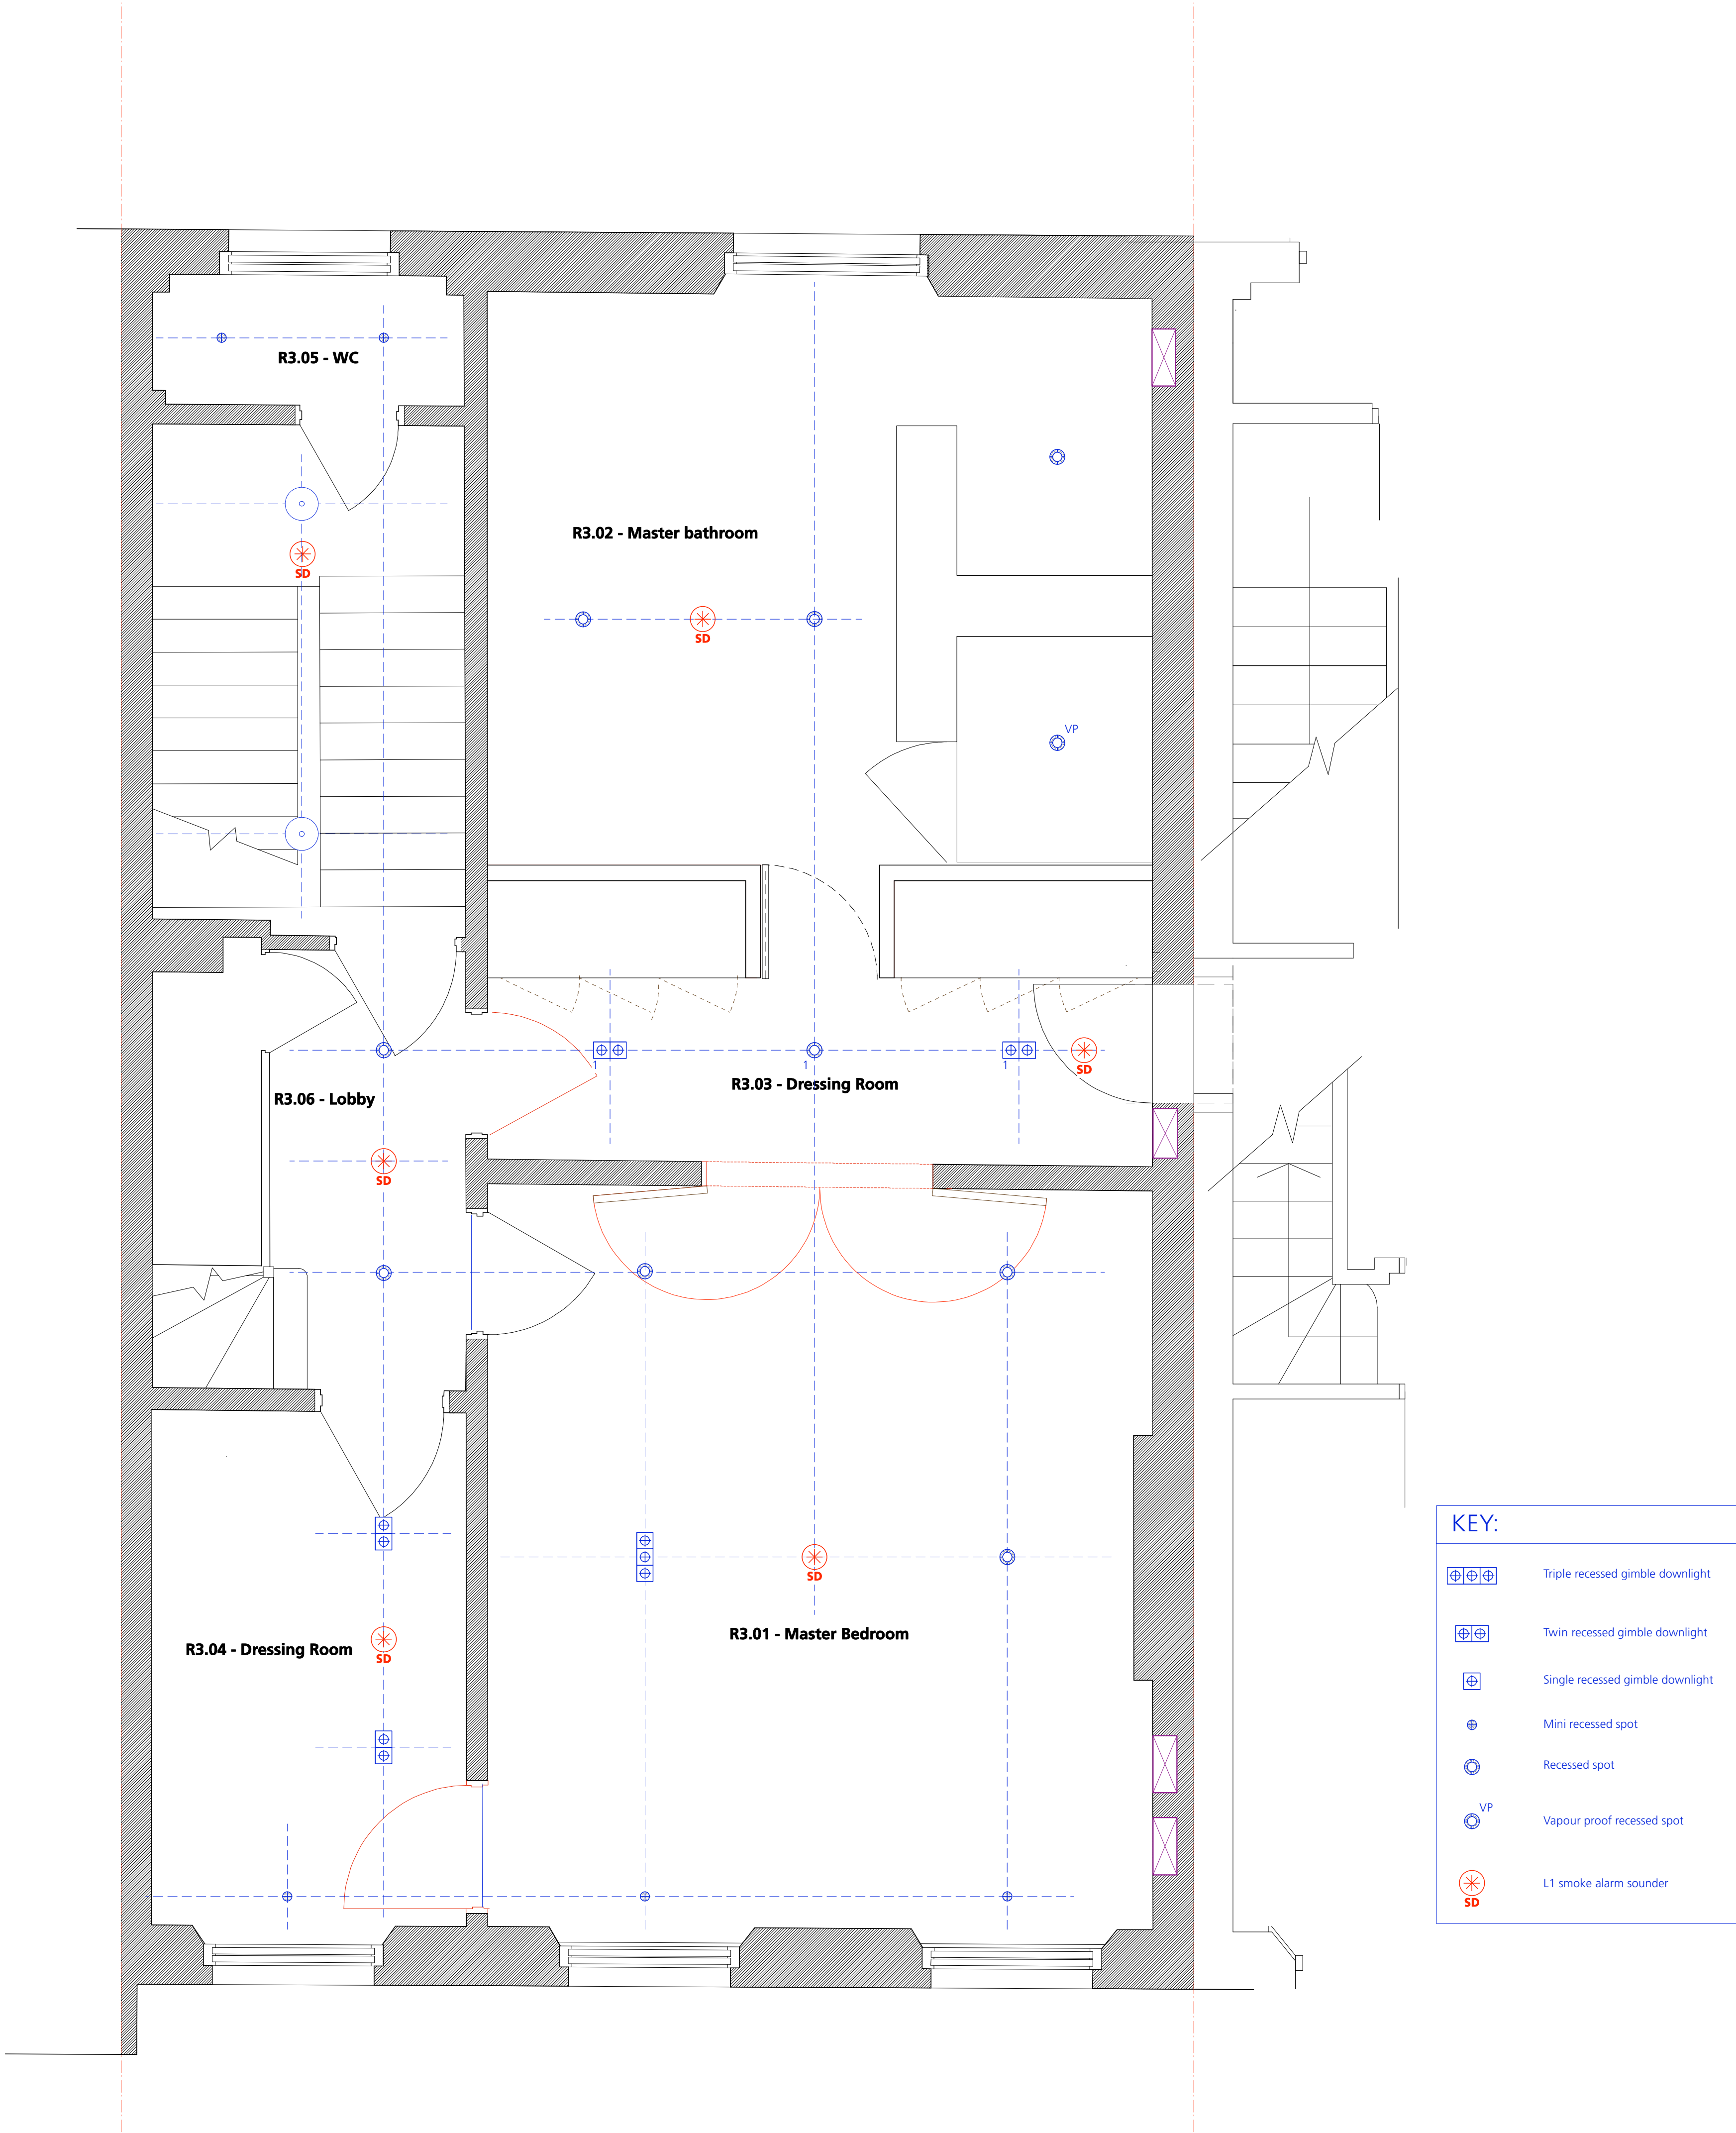 R3.05 - WC
SD
R3.02 - Master bathroom
SD
VP
1
1
1
SD
R3.03 - Dressing Room
R3.06 - Lobby
SD
SD
R3.01 - Master Bedroom
R3.04 - Dressing Room
SD
KEY:
Triple recessed gimble downlight
Twin recessed gimble downlight
Single recessed gimble downlight
Mini recessed spot
Recessed spot
VP
Vapour proof recessed spot
L1 smoke alarm sounder
SD